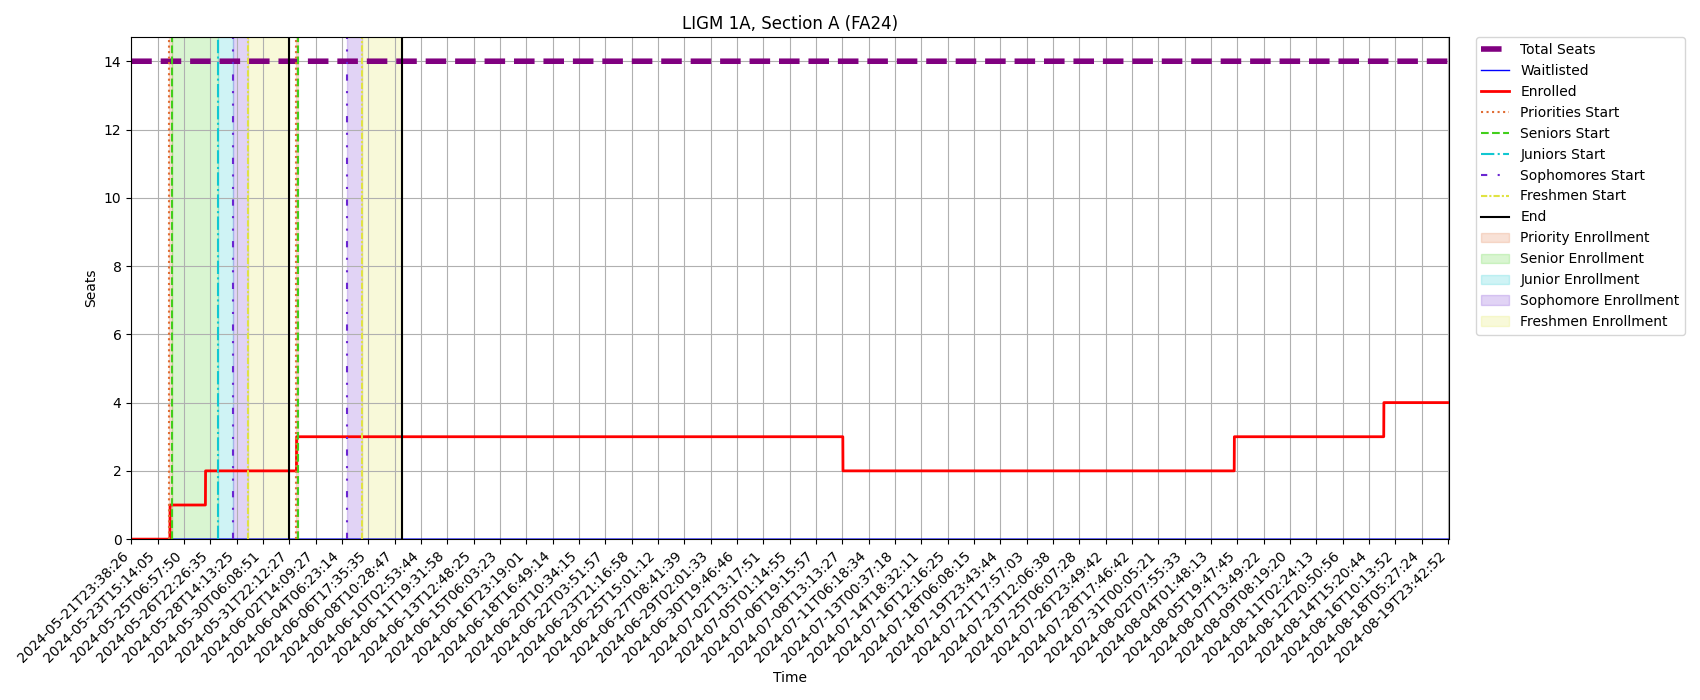 LIGM 1A, Section A (FA24)
Seats
14
12
10
8
6
4
2
0
2024-05-21T23:38:26
2024-05-23T15:14:05
2024-05-25T06:57:50
2024-05-26T22:26:35
2024-05-28T14:13:25
2024-05-30T06:08:51
2024-05-31T22:12:27
2024-06-02T14:09:27
2024-06-04T06:23:14
2024-06-06T17:35:35
2024-06-08T10:28:47
2024-06-10T02:53:44
2024-06-11T19:31:58
2024-06-13T12:48:25
2024-06-15T06:03:23
2024-06-16T23:19:01
2024-06-18T16:49:14
2024-06-20T10:34:15
2024-06-22T03:51:57
2024-06-23T21:16:58
2024-06-25T15:01:12
2024-06-27T08:41:39
2024-06-29T02:01:33
2024-06-30T19:46:46
2024-07-02T13:17:51
2024-07-05T01:14:55
2024-07-06T19:15:57
2024-07-08T13:13:27
2024-07-11T06:18:34
2024-07-13T00:37:18
2024-07-14T18:32:11
2024-07-16T12:16:25
2024-07-18T06:08:15
2024-07-19T23:43:44
2024-07-21T17:57:03
2024-07-23T12:06:38
2024-07-25T06:07:28
2024-07-26T23:49:42
2024-07-28T17:46:42
2024-07-31T00:05:21
2024-08-02T07:55:33
2024-08-04T01:48:13
2024-08-05T19:47:45
2024-08-07T13:49:22
2024-08-09T08:19:20
2024-08-11T02:24:13
2024-08-12T20:50:56
2024-08-14T15:20:44
2024-08-16T10:13:52
2024-08-18T05:27:24
2024-08-19T23:42:52
Time
Total Seats
Waitlisted
Enrolled
Priorities Start
Seniors Start
Juniors Start
Sophomores Start
Freshmen Start
End
Priority Enrollment
Senior Enrollment
Junior Enrollment
Sophomore Enrollment
Freshmen Enrollment